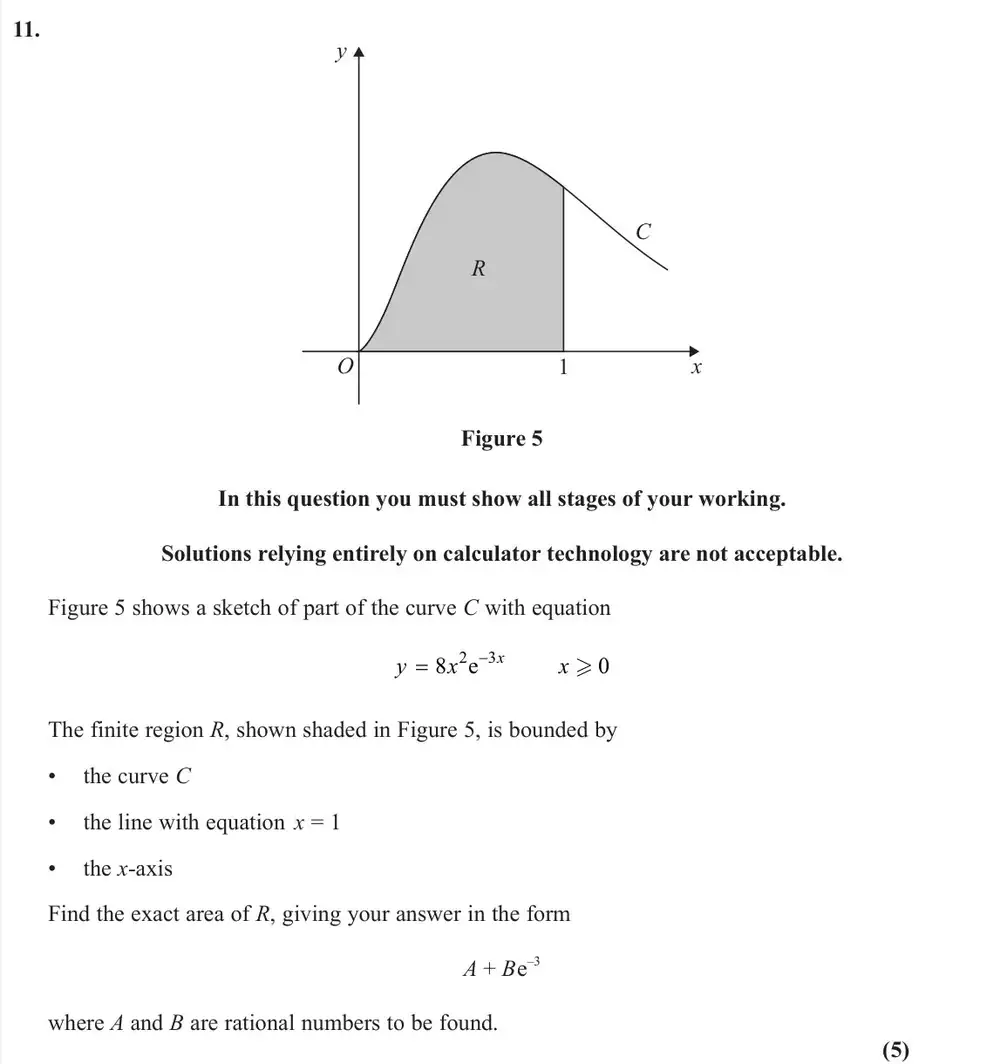 11.
y
C
R
O
1
x
Figure 5
In this question you must show all stages of your working.
Solutions relying entirely on calculator technology are not acceptable.
Figure 5 shows a sketch of part of the curve C with equation
y = 8x²e⁻³ˣ x ⩾ 0
The finite region R, shown shaded in Figure 5, is bounded by
• the curve C
• the line with equation x = 1
• the x-axis
Find the exact area of R, giving your answer in the form
A + Be⁻³
where A and B are rational numbers to be found.
(5)